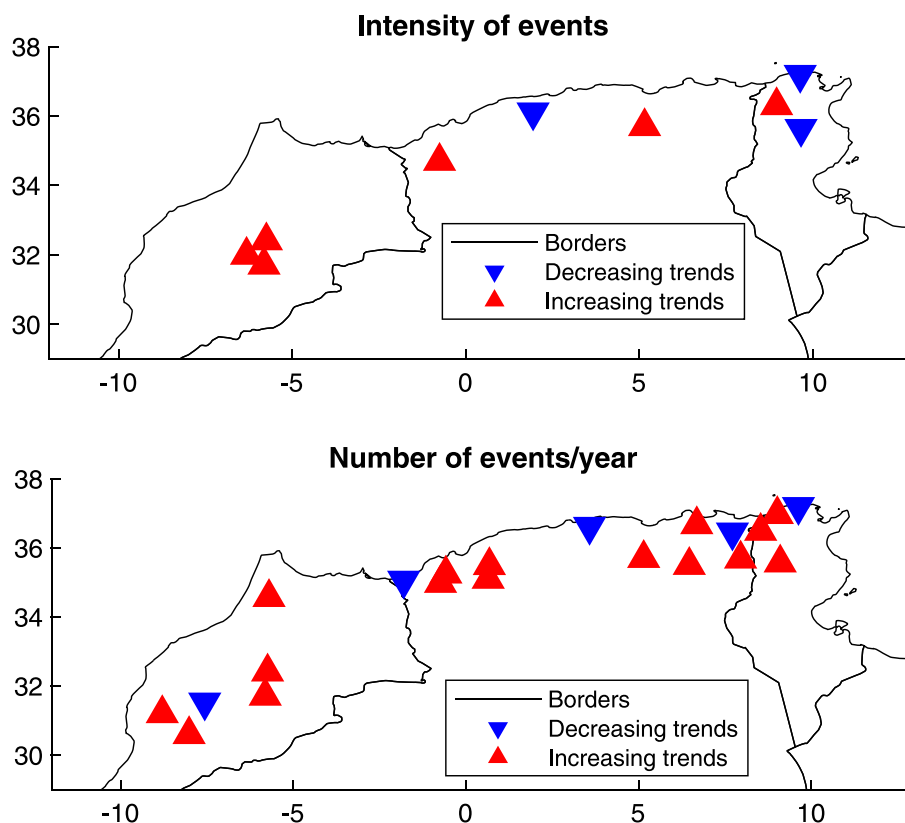 Intensity of events
38
36
34
32
30
Borders
Decreasing trends
Increasing trends
-10 -5 0 5 10
Number of events/year
38
36
34
32
30
Borders
Decreasing trends
Increasing trends
-10 -5 0 5 10